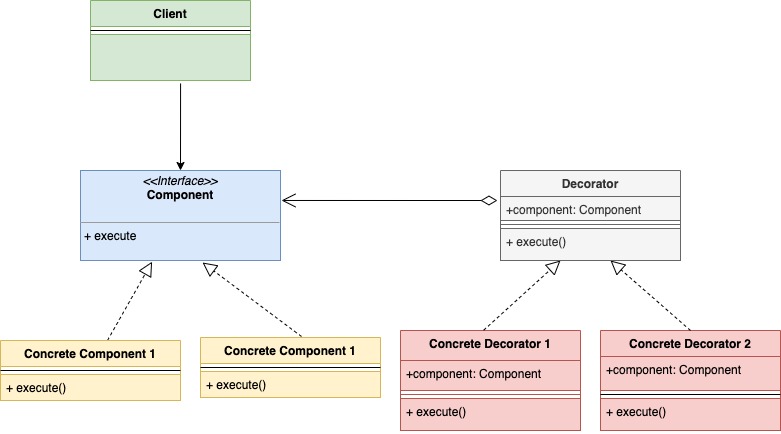 Client
<<Interface>>
Component
+ execute
Decorator
+component: Component
+ execute()
Concrete Component 1
+ execute()
Concrete Component 1
+ execute()
Concrete Decorator 1
+component: Component
+ execute()
Concrete Decorator 2
+component: Component
+ execute()